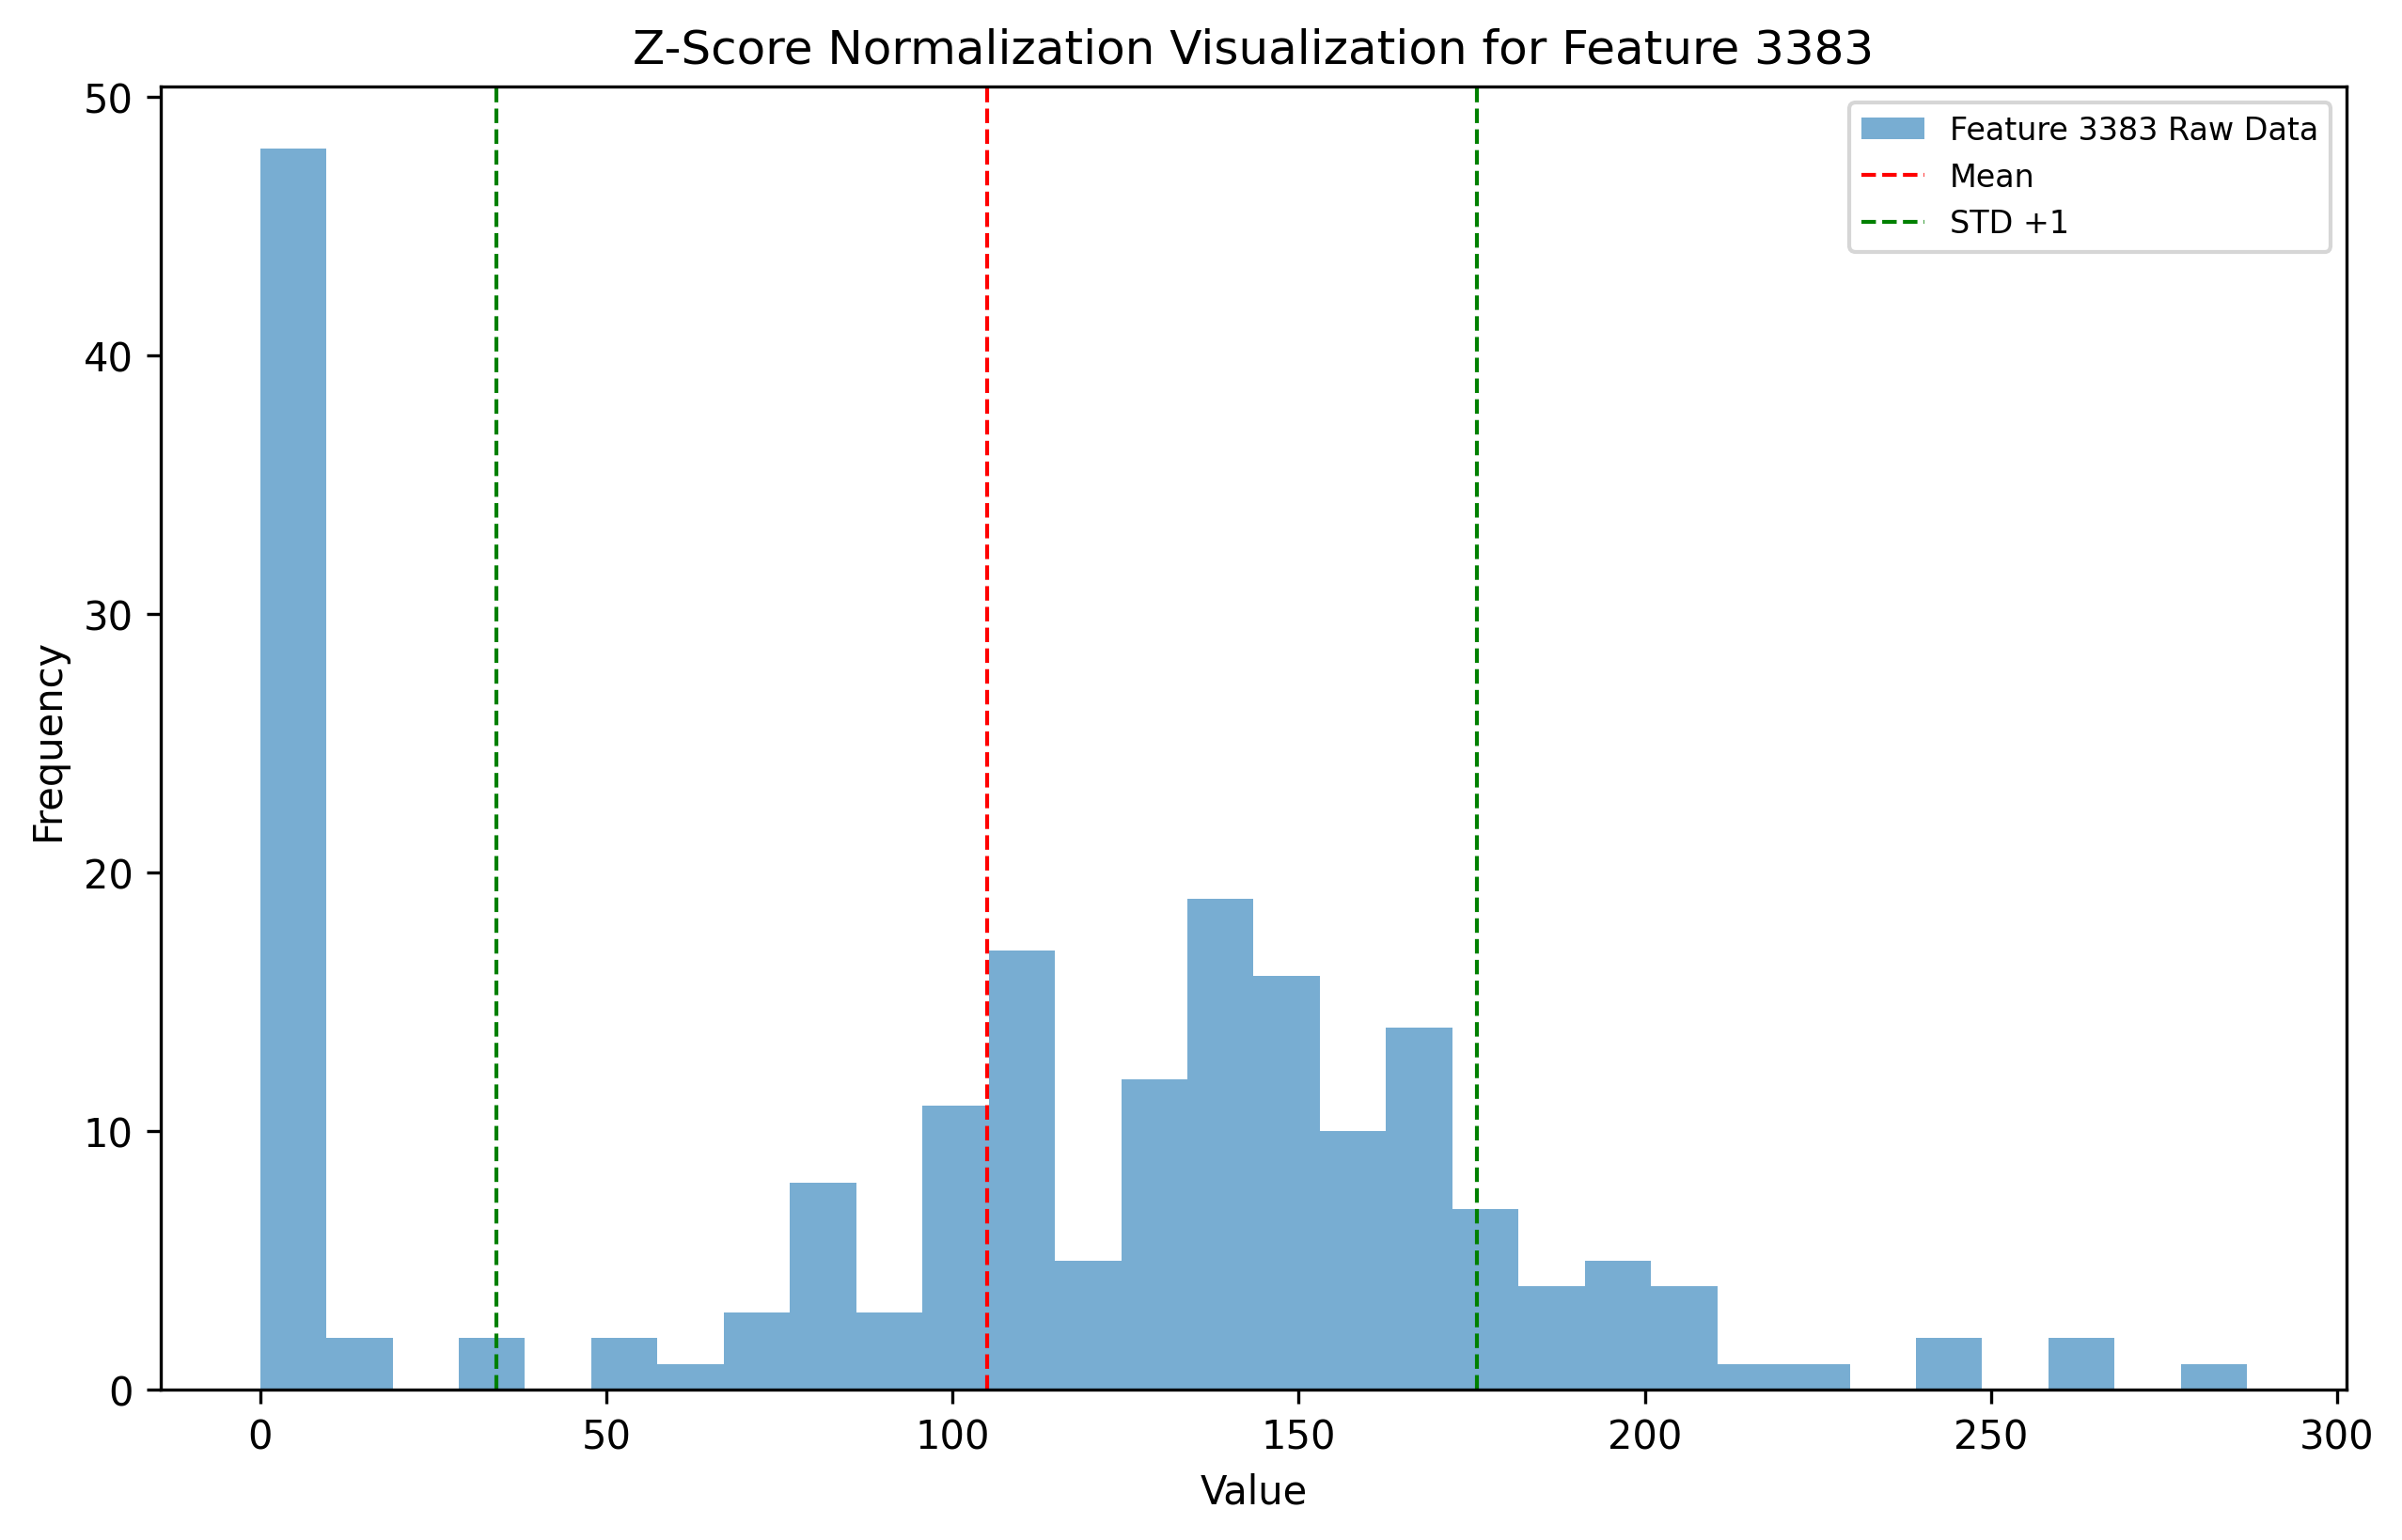 Z-Score Normalization Visualization for Feature 3383
Feature 3383 Raw Data
Mean
STD +1
50
40
30
20
10
0
Frequency
0 50 100 150 200 250 300
Value